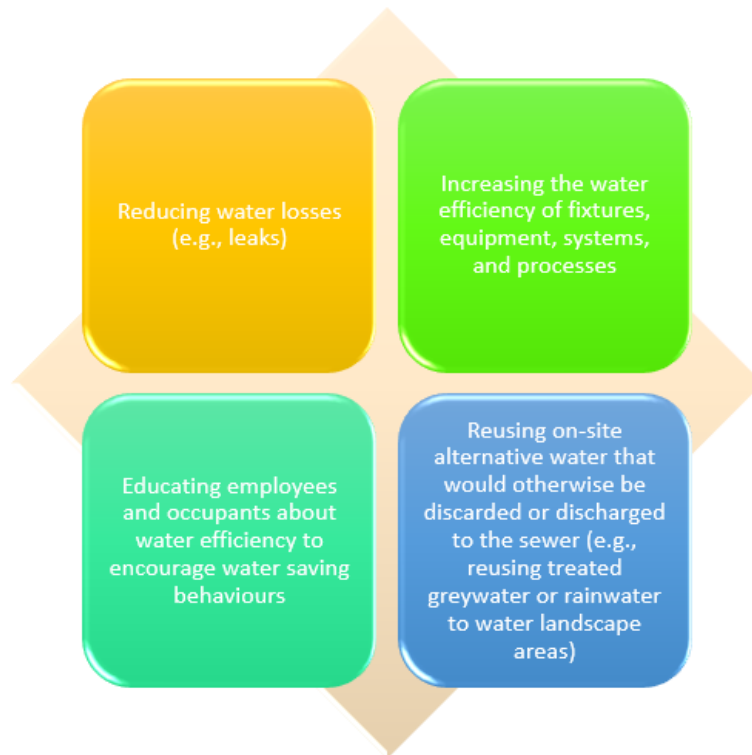 Reducing water losses
(e.g., leaks)
Increasing the water
efficiency of fixtures,
equipment, systems,
and processes
Educating employees
and occupants about
water efficiency to
encourage water saving
behaviours
Reusing on-site
alternative water that
would otherwise be
discarded or discharged
to the sewer (e.g.,
reusing treated
greywater or rainwater
to water landscape
areas)